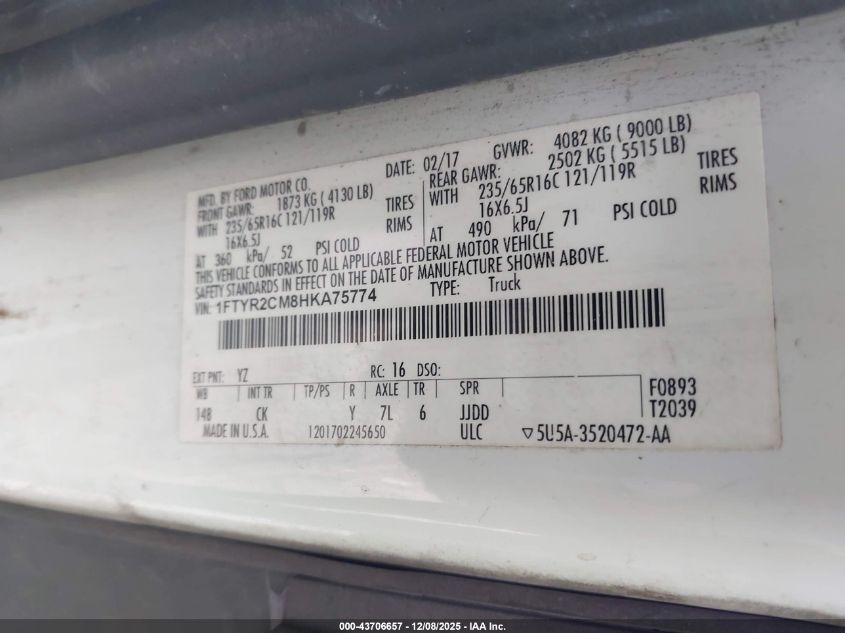 MFD. BY FORD MOTOR CO.
DATE: 02/17
GVWR: 4082 KG ( 9000 LB)
FRONT GAWR: 1873 KG ( 4130 LB)
REAR GAWR: 2502 KG ( 5515 LB)
WITH 235/65R16C 121/119R TIRES
WITH 235/65R16C 121/119R TIRES
16X6.5J RIMS
16X6.5J RIMS
AT 360 kPa/ 52 PSI COLD
AT 490 kPa/ 71 PSI COLD
THIS VEHICLE CONFORMS TO ALL APPLICABLE FEDERAL MOTOR VEHICLE
SAFETY STANDARDS IN EFFECT ON THE DATE OF MANUFACTURE SHOWN ABOVE.
VIN: 1FTYR2CM8HKA75774 TYPE: Truck
EXT PNT: YZ RC: 16 DSO:
WB INT TR TP/PS R AXLE TR SPR F0893
148 CK Y 7L 6 JJDD T2039
MADE IN U.S.A. 1201702245650 ULC ▽5U5A-3520472-AA
000-43706657 - 12/08/2025 - IAA Inc.